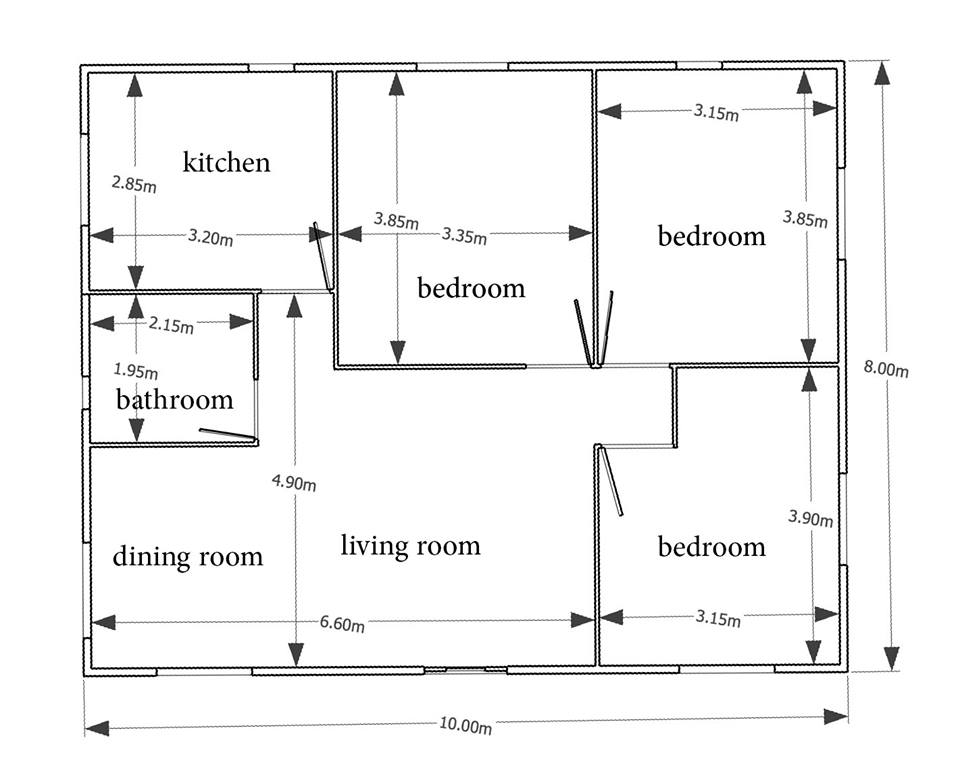 3.15m
kitchen
2.85m
3.85m
3.85m
3.20m
3.35m
bedroom
bedroom
2.15m
1.95m
8.00m
bathroom
4.90m
3.90m
dining room
living room
bedroom
6.60m
3.15m
10.00m